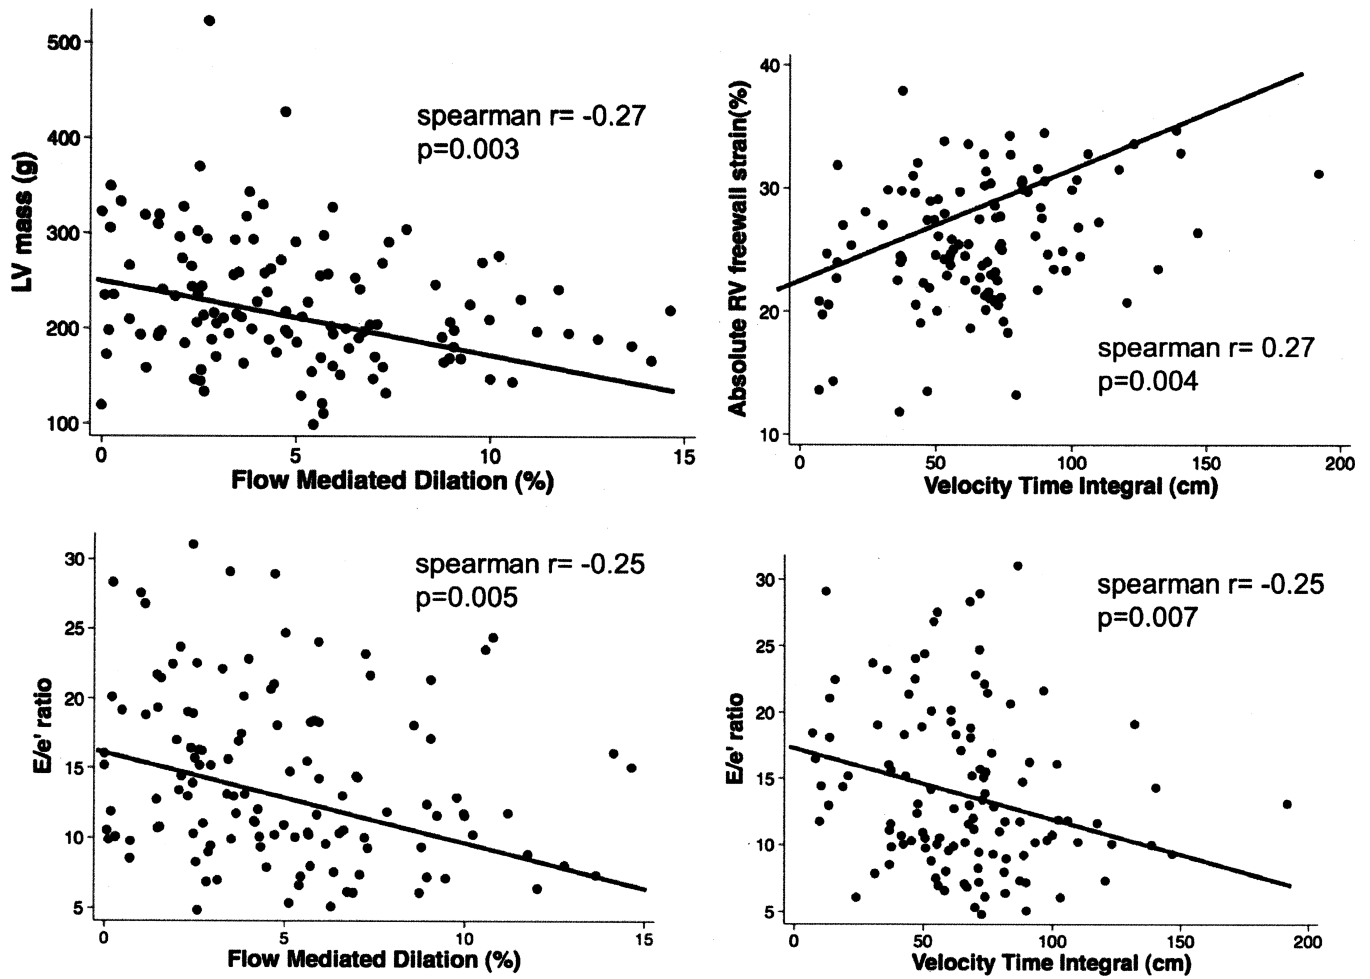 500
400
300
200
100
LV mass (g)
spearman r= -0.27
p=0.003
0
5
10
15
Flow Mediated Dilation (%)
40
30
20
10
Absolute RV freewall strain(%)
spearman r= 0.27
p=0.004
0
50
100
150
200
Velocity Time Integral (cm)
30
25
20
15
10
5
E/e' ratio
spearman r= -0.25
p=0.005
0
5
10
15
Flow Mediated Dilation (%)
30
25
20
15
10
5
E/e' ratio
spearman r= -0.25
p=0.007
0
50
100
150
200
Velocity Time Integral (cm)